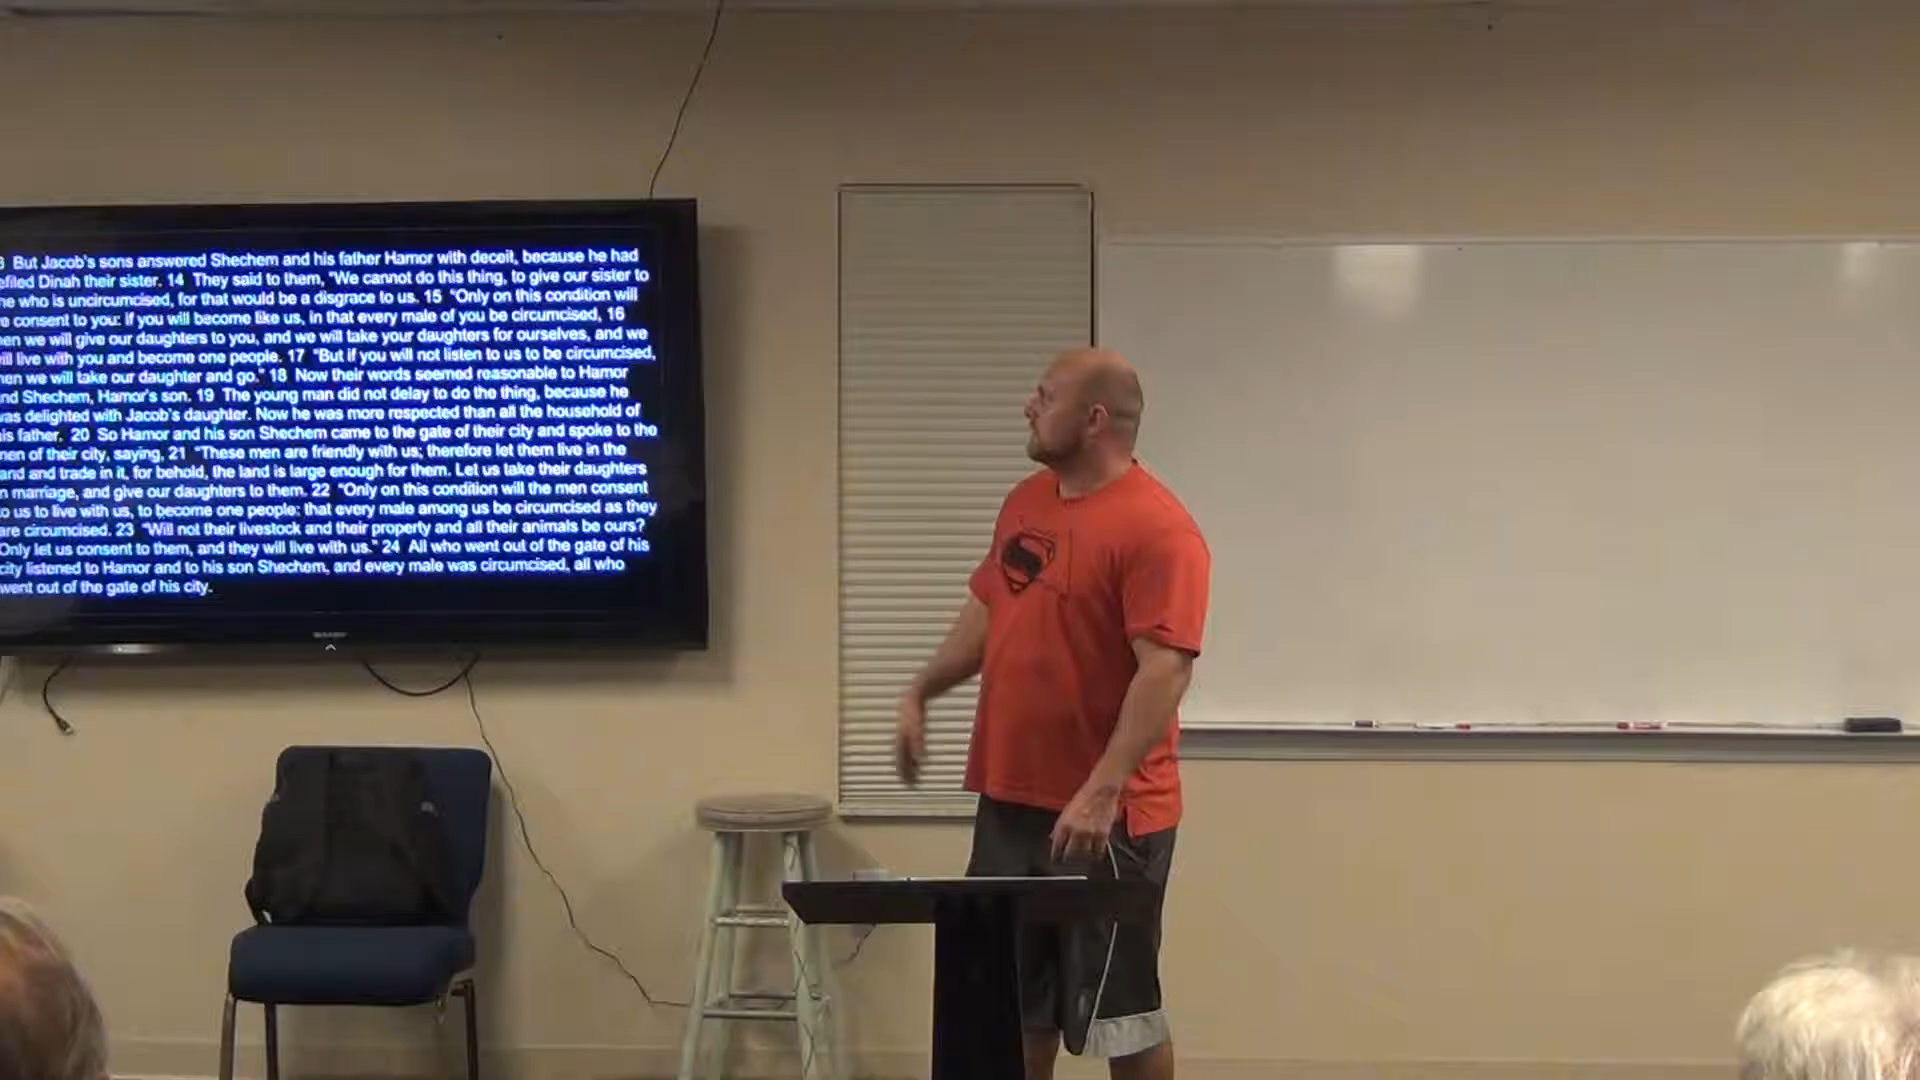 But Jacob's sons answered Shechem and his father Hamor with deceit, because he had
efiled Dinah their sister. 14 They said to them, "We cannot do this thing, to give our sister to
ne who is uncircumcised, for that would be a disgrace to us. 15 "Only on this condition will
e consent to you: if you will become like us, in that every male of you be circumcised, 16
en we will give our daughters to you, and we will take your daughters for ourselves, and we
ill live with you and become one people. 17 "But if you will not listen to us to be circumcised,
hen we will take our daughter and go." 18 Now their words seemed reasonable to Hamor
nd Shechem, Hamor's son. 19 The young man did not delay to do the thing, because he
was delighted with Jacob's daughter. Now he was more respected than all the household of
is father. 20 So Hamor and his son Shechem came to the gate of their city and spoke to the
men of their city, saying, 21 "These men are friendly with us; therefore let them live in the
and and trade in it, for behold, the land is large enough for them. Let us take their daughters
n marriage, and give our daughters to them. 22 "Only on this condition will the men consent
o us to live with us, to become one people: that every male among us be circumcised as they
are circumcised. 23 "Will not their livestock and their property and all their animals be ours?
Only let us consent to them, and they will live with us." 24 All who went out of the gate of his
city listened to Hamor and to his son Shechem, and every male was circumcised, all who
went out of the gate of his city.
SHARP